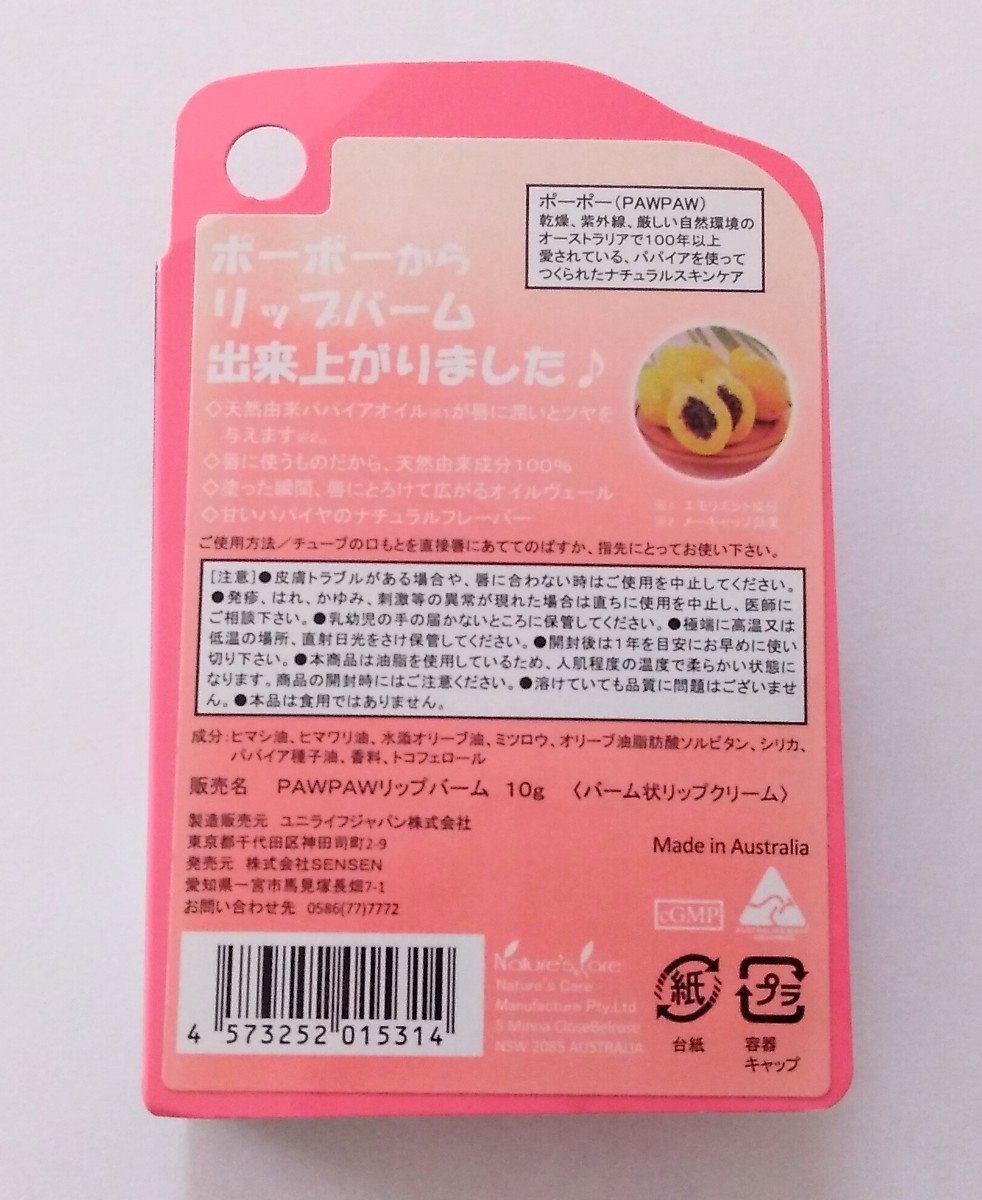 ポーポー(PAWPAW)
乾燥、紫外線、厳しい自然環境の
オーストラリアで100年以上
愛されている、パパイアを使って
つくられたナチュラルスキンケア
ポーポーから
リップバーム
出来上がりました♪
◇天然由来パパイアオイル※1が唇に潤いとツヤを
与えます※2。
◇唇に使うものだから、天然由来成分100%
◇塗った瞬間、唇にとろけて広がるオイルヴェール
◇甘いパパイヤのナチュラルフレーバー
※1 エモリエント成分
※2 メーキャップ効果
ご使用方法/チューブの口もとを直接唇にあててのばすか、指先にとってお使い下さい。
[注意]●皮膚トラブルがある場合や、唇に合わない時はご使用を中止してください。
●発疹、はれ、かゆみ、刺激等の異常が現れた場合は直ちに使用を中止し、医師に
ご相談下さい。●乳幼児の手の届かないところに保管してください。●極端に高温又は
低温の場所、直射日光をさけ保管してください。●開封後は1年を目安にお早めに使い
切り下さい。●本商品は油脂を使用しているため、人肌程度の温度で柔らかい状態に
なります。商品の開封時にはご注意ください。●溶けていても品質に問題はございませ
ん。●本品は食用ではありません。
成分:ヒマシ油、ヒマワリ油、水添オリーブ油、ミツロウ、オリーブ油脂肪酸ソルビタン、シリカ、
パパイア種子油、香料、トコフェロール
販売名 PAWPAWリップバーム 10g 〈バーム状リップクリーム〉
製造販売元 ユニライフジャパン株式会社
東京都千代田区神田司町2-9
発売元 株式会社SENSEN
愛知県一宮市馬見塚長畑7-1
お問い合わせ先 0586(77)7772
Made in Australia
cGMP
Nature's Care
Nature's Care
Manufacture Pty.Ltd
5 Minna CloseBelrose
NSW 2085 AUSTRALIA
紙
プラ
台紙
容器
キャップ
4 573252 015314